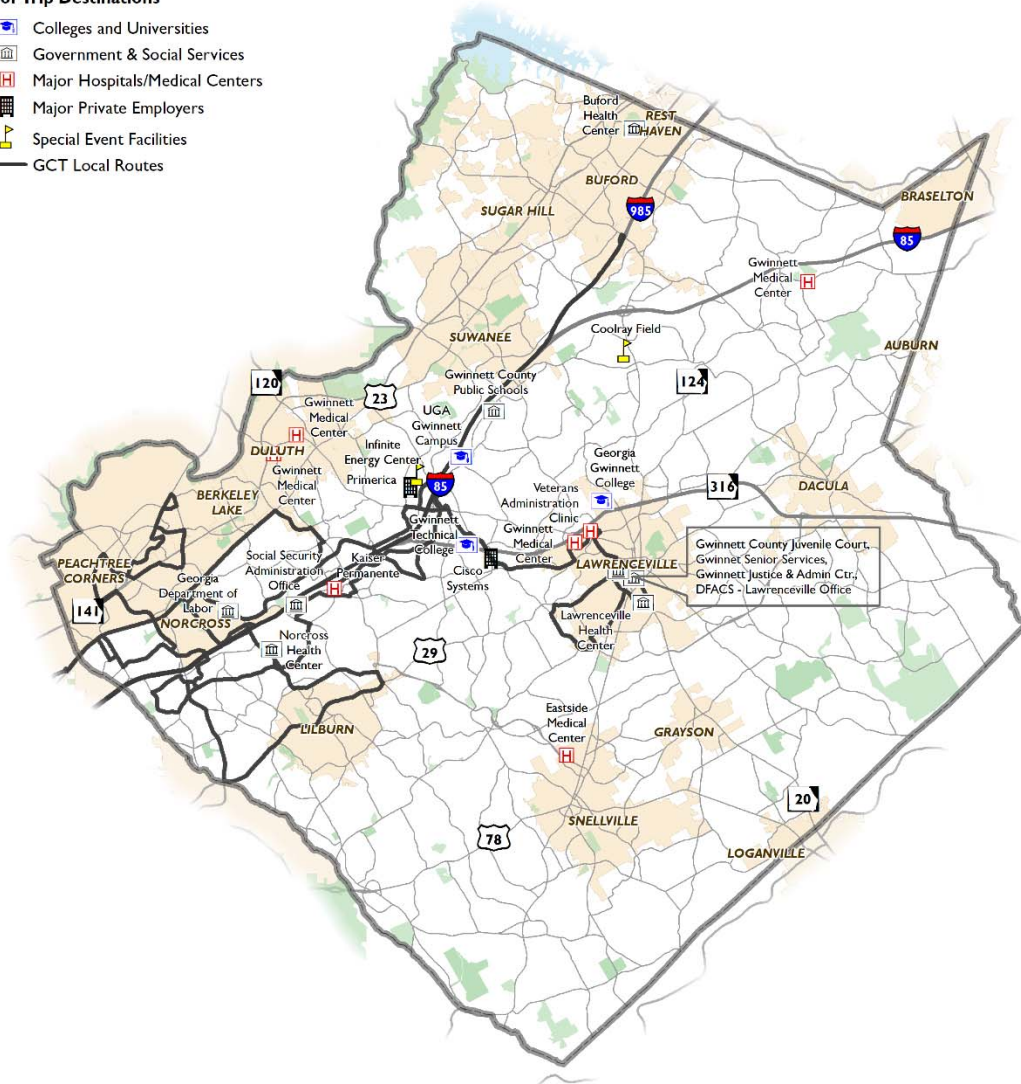 or Trip Destinations
Colleges and Universities
Government & Social Services
Major Hospitals/Medical Centers
Major Private Employers
Special Event Facilities
GCT Local Routes
Buford
Health
Center
REST
HAVEN
BUFORD
SUGAR HILL
985
BRASELTON
85
Gwinnett
Medical
Center
Coolray Field
SUWANEE
AUBURN
Gwinnett County
Public Schools
124
120
23
Gwinnett
Medical
Center
UGA
Gwinnett
Campus
Infinite
Energy Center
DULUTH
Primerica
85
Gwinnett
Medical
Center
Georgia
Gwinnett
College
316
DACULA
BERKELEY
LAKE
Veterans
Administration
Clinic
Gwinnett
Technical
College
Gwinnett
Medical
Center
Gwinnett County Juvenile Court,
Gwinnet Senior Services,
Gwinnett Justice & Admin Ctr.,
DFACS - Lawrenceville Office
PEACHTREE
CORNERS
Social Security
Administration
Office
Kaiser
Permanente
Cisco
Systems
LAWRENCEVILLE
Georgia
Department of
Labor
141
NORCROSS
Lawrenceville
Health
Center
Norcross
Health
Center
29
LILBURN
Eastside
Medical
Center
GRAYSON
20
SNELLVILLE
78
LOGANVILLE